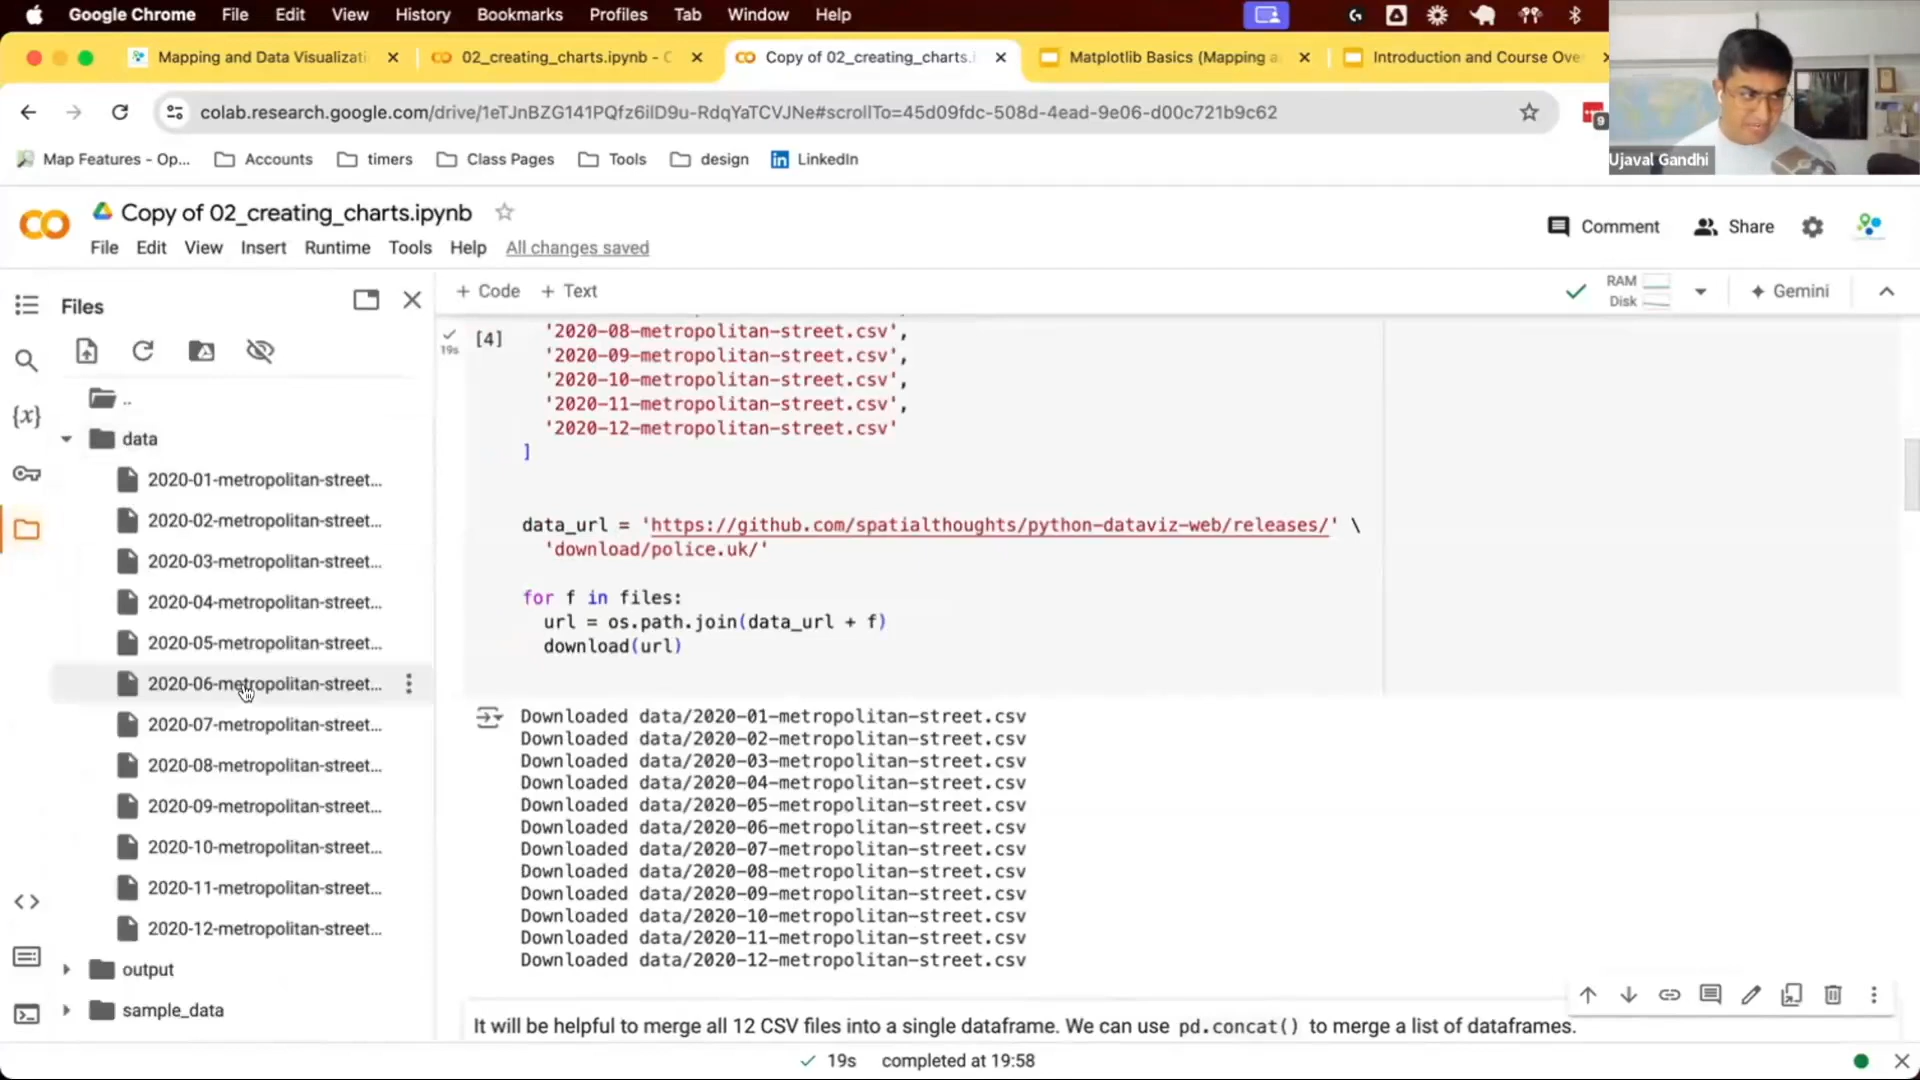 Google Chrome File Edit View History Bookmarks Profiles Tab Window Help
Mapping and Data Visualizati
02_creating_charts.ipynb - C
Copy of 02_creating_charts.i
Matplotlib Basics (Mapping a
Introduction and Course Ove
colab.research.google.com/drive/1eTJnBZG141PQfz6ilD9u-RdqYaTCVJNe#scrollTo=45d09fdc-508d-4ead-9e06-d00c721b9c62
9
Map Features - Op... Accounts timers Class Pages Tools design LinkedIn
Ujaval Gandhi
Copy of 02_creating_charts.ipynb
Comment Share
File Edit View Insert Runtime Tools Help All changes saved
Files
+ Code + Text
RAM
Disk
Gemini
..
data
2020-01-metropolitan-street...
2020-02-metropolitan-street...
2020-03-metropolitan-street...
2020-04-metropolitan-street...
2020-05-metropolitan-street...
2020-06-metropolitan-street...
2020-07-metropolitan-street...
2020-08-metropolitan-street...
2020-09-metropolitan-street...
2020-10-metropolitan-street...
2020-11-metropolitan-street...
2020-12-metropolitan-street...
output
sample_data
19s
[4]
'2020-08-metropolitan-street.csv',
'2020-09-metropolitan-street.csv',
'2020-10-metropolitan-street.csv',
'2020-11-metropolitan-street.csv',
'2020-12-metropolitan-street.csv'
]
data_url = 'https://github.com/spatialthoughts/python-dataviz-web/releases/' \
'download/police.uk/'
for f in files:
url = os.path.join(data_url + f)
download(url)
Downloaded data/2020-01-metropolitan-street.csv
Downloaded data/2020-02-metropolitan-street.csv
Downloaded data/2020-03-metropolitan-street.csv
Downloaded data/2020-04-metropolitan-street.csv
Downloaded data/2020-05-metropolitan-street.csv
Downloaded data/2020-06-metropolitan-street.csv
Downloaded data/2020-07-metropolitan-street.csv
Downloaded data/2020-08-metropolitan-street.csv
Downloaded data/2020-09-metropolitan-street.csv
Downloaded data/2020-10-metropolitan-street.csv
Downloaded data/2020-11-metropolitan-street.csv
Downloaded data/2020-12-metropolitan-street.csv
It will be helpful to merge all 12 CSV files into a single dataframe. We can use pd.concat() to merge a list of dataframes.
19s completed at 19:58